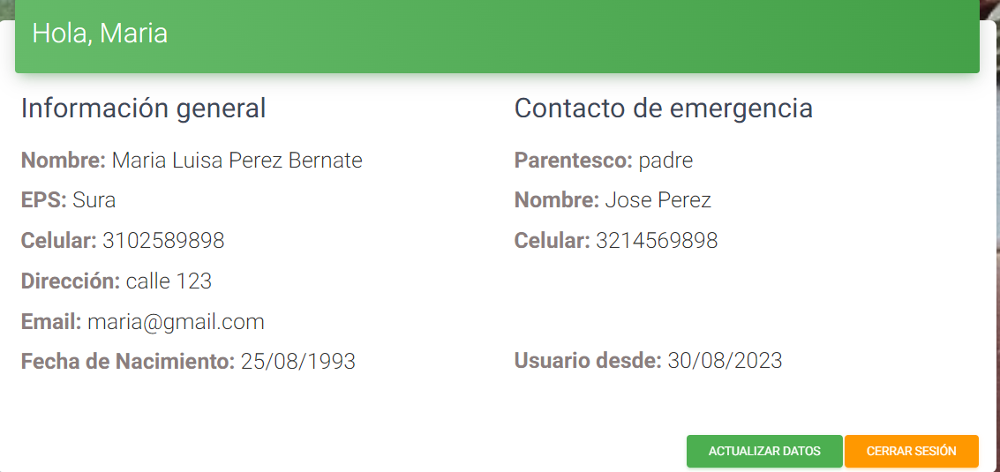 Hola, Maria
Información general
Nombre: Maria Luisa Perez Bernate
EPS: Sura
Celular: 3102589898
Dirección: calle 123
Email: maria@gmail.com
Fecha de Nacimiento: 25/08/1993
Contacto de emergencia
Parentesco: padre
Nombre: Jose Perez
Celular: 3214569898
Usuario desde: 30/08/2023
ACTUALIZAR DATOS
CERRAR SESIÓN